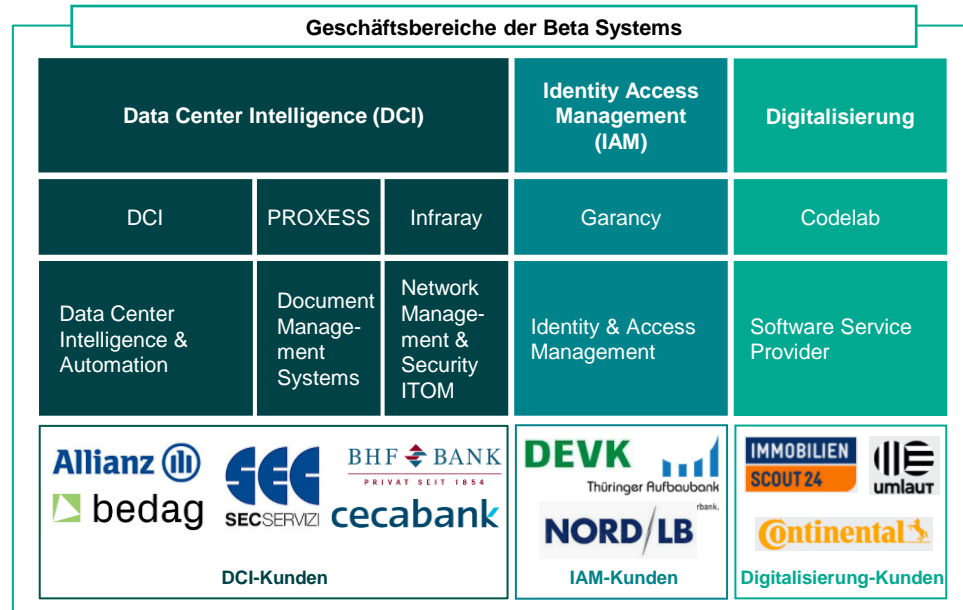 Geschäftsbereiche der Beta Systems
Data Center Intelligence (DCI)
Identity Access
Management
(IAM)
Digitalisierung
DCI
PROXESS
Infraray
Garancy
Codelab
Data Center
Intelligence &
Automation
Document
Manage-
ment
Systems
Network
Manage-
ment &
Security
ITOM
Identity & Access
Management
Software Service
Provider
Allianz
bedag
SEC
SECSERVIZI
BHF BANK
PRIVAT SEIT 1854
cecabank
DCI-Kunden
DEVK
Thüringer Aufbaubank
rbank.
NORD/LB
IAM-Kunden
IMMOBILIEN
SCOUT 24
umlaut
Continental
Digitalisierung-Kunden